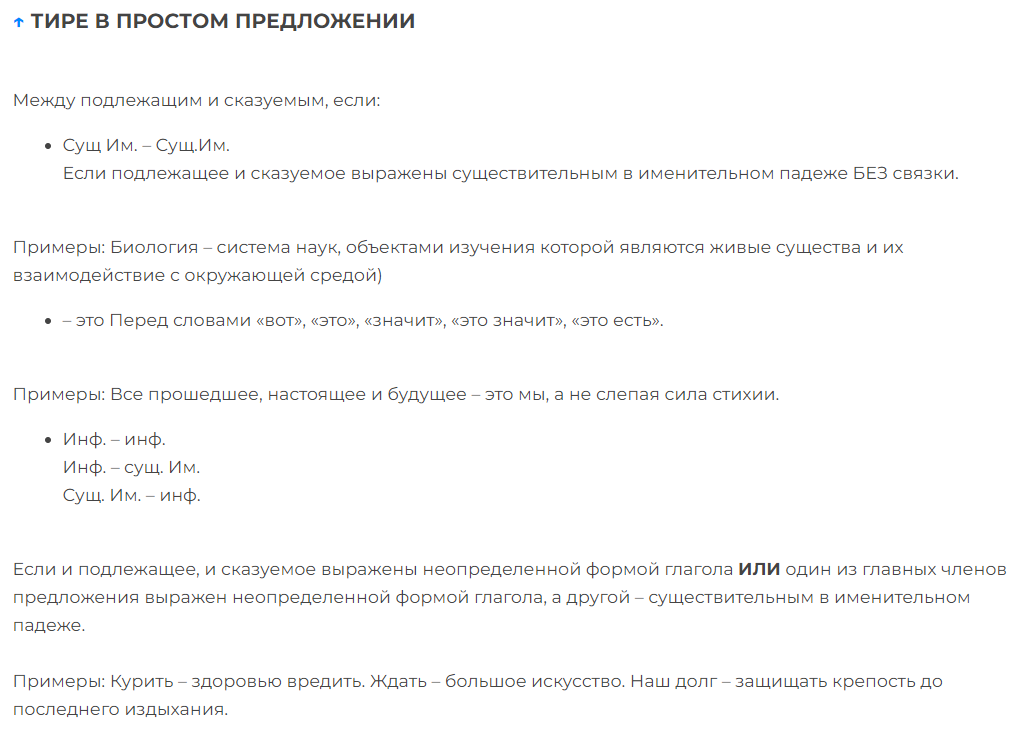 ↑ ТИРЕ В ПРОСТОМ ПРЕДЛОЖЕНИИ
Между подлежащим и сказуемым, если:
• Сущ Им. – Сущ.Им.
Если подлежащее и сказуемое выражены существительным в именительном падеже БЕЗ связки.
Примеры: Биология – система наук, объектами изучения которой являются живые существа и их
взаимодействие с окружающей средой)
• – это Перед словами «вот», «это», «значит», «это значит», «это есть».
Примеры: Все прошедшее, настоящее и будущее – это мы, а не слепая сила стихии.
• Инф. – инф.
Инф. – сущ. Им.
Сущ. Им. – инф.
Если и подлежащее, и сказуемое выражены неопределенной формой глагола ИЛИ один из главных членов
предложения выражен неопределенной формой глагола, а другой – существительным в именительном
падеже.
Примеры: Курить – здоровью вредить. Ждать – большое искусство. Наш долг – защищать крепость до
последнего издыхания.